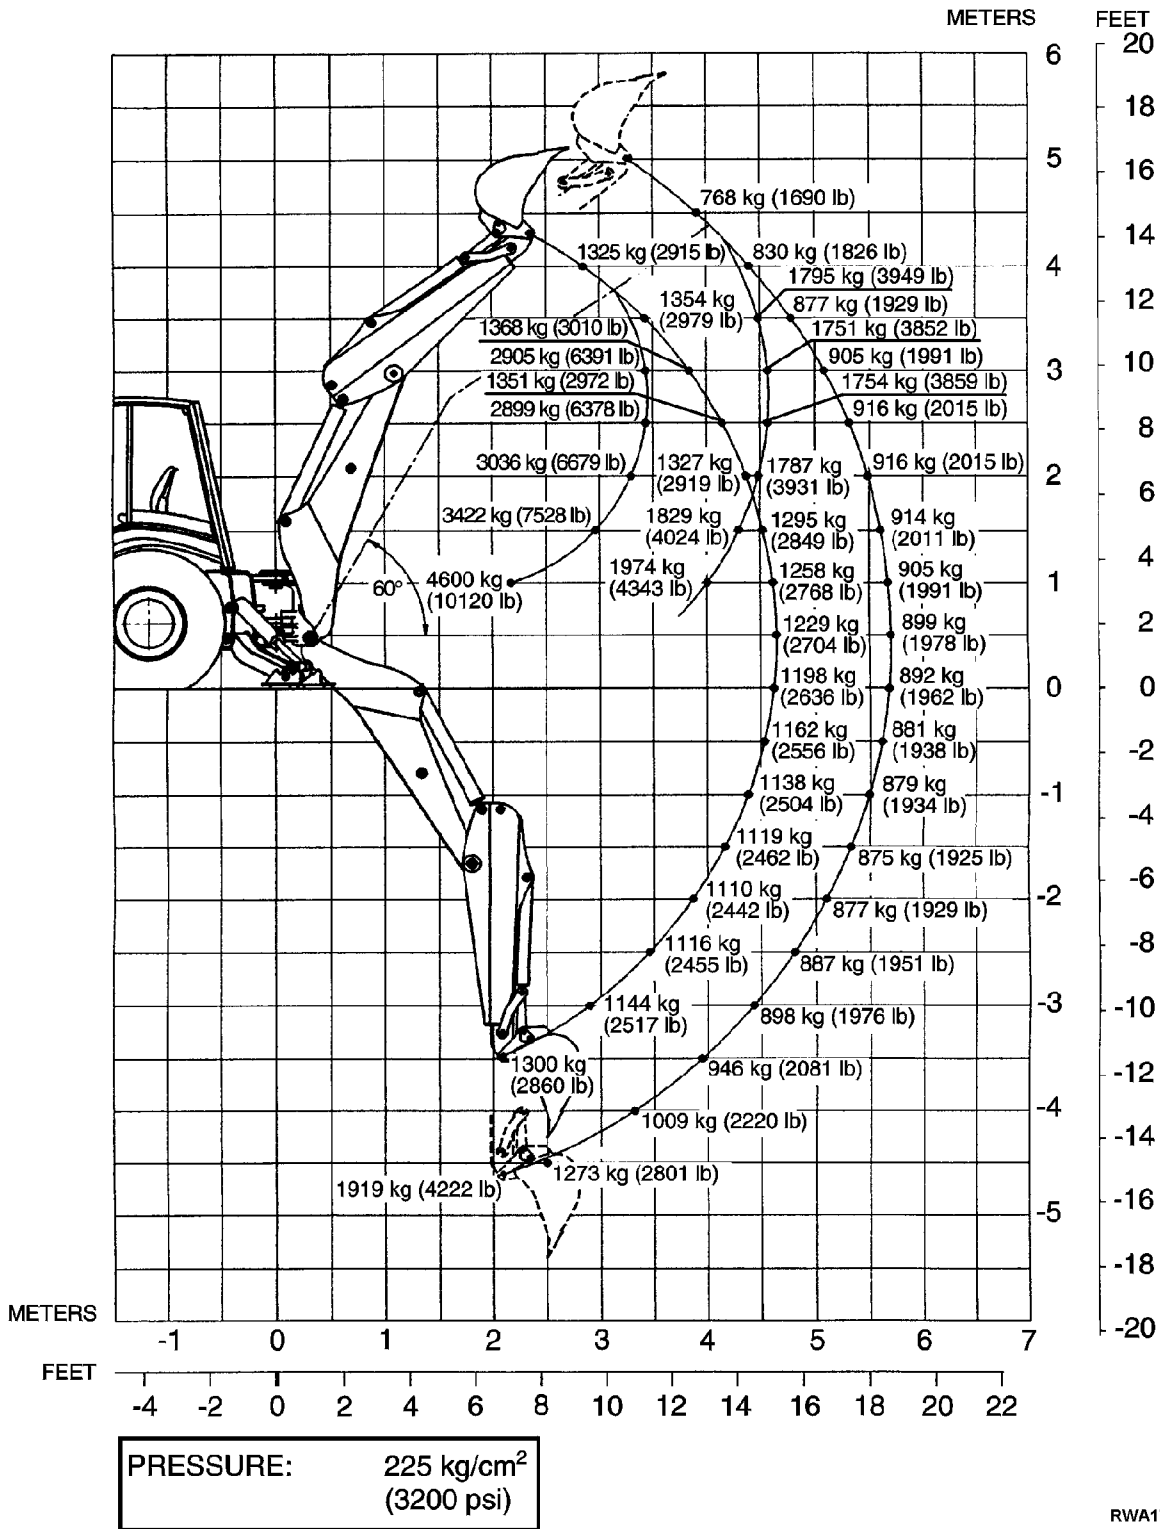 METERS FEET
20
6
18
5
16
768 kg (1690 lb)
14
1325 kg (2915 lb)
830 kg (1826 lb)
4
1795 kg (3949 lb)
12
1354 kg
(2979 lb)
877 kg (1929 lb)
1368 kg (3010 lb)
1751 kg (3852 lb)
2905 kg (6391 lb)
905 kg (1991 lb)
3
10
1351 kg (2972 lb)
1754 kg (3859 lb)
2899 kg (6378 lb)
916 kg (2015 lb)
8
3036 kg (6679 lb)
1327 kg
(2919 lb)
1787 kg
(3931 lb)
916 kg (2015 lb)
2
6
3422 kg (7528 lb)
1829 kg
(4024 lb)
1295 kg
(2849 lb)
914 kg
(2011 lb)
4
60°
4600 kg
(10120 lb)
1974 kg
(4343 lb)
1258 kg
(2768 lb)
905 kg
(1991 lb)
1
1229 kg
(2704 lb)
899 kg
(1978 lb)
2
1198 kg
(2636 lb)
892 kg
(1962 lb)
0
0
1162 kg
(2556 lb)
881 kg
(1938 lb)
-2
1138 kg
(2504 lb)
879 kg
(1934 lb)
-1
-4
1119 kg
(2462 lb)
875 kg (1925 lb)
-6
1110 kg
(2442 lb)
877 kg (1929 lb)
-2
1116 kg
(2455 lb)
887 kg (1951 lb)
-8
1144 kg
(2517 lb)
898 kg (1976 lb)
-3
-10
1300 kg
(2860 lb)
946 kg (2081 lb)
-12
1009 kg (2220 lb)
-4
-14
1273 kg (2801 lb)
1919 kg (4222 lb)
-16
-5
-18
-20
METERS
-1 0 1 2 3 4 5 6 7
FEET
-4 -2 0 2 4 6 8 10 12 14 16 18 20 22
PRESSURE: 225 kg/cm²
(3200 psi)
RWA1